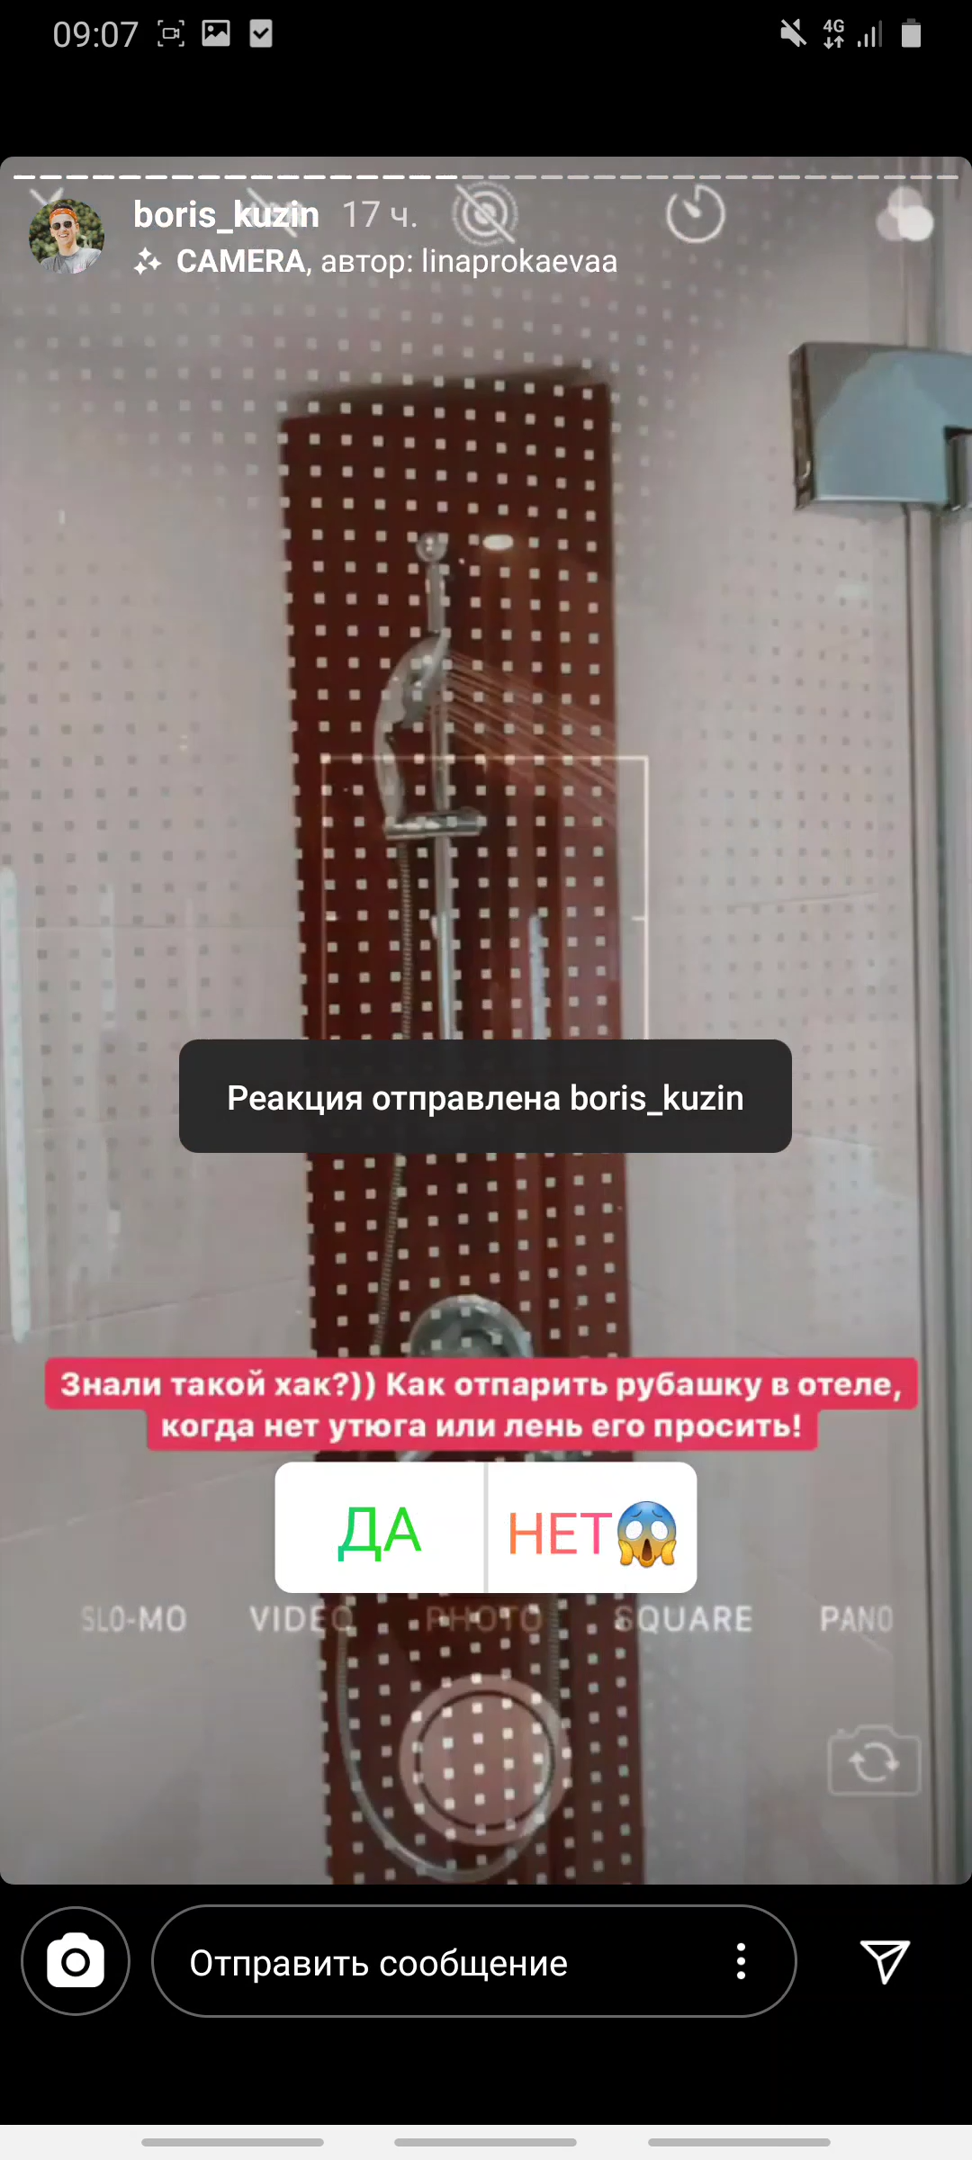 09:07
4G
boris_kuzin 17 ч.
CAMERA, автор: linaprokaevaa
Реакция отправлена boris_kuzin
Знали такой хак?)) Как отпарить рубашку в отеле,
когда нет утюга или лень его просить!
ДА НЕТ😱
SLO-MO VIDEO PHOTO SQUARE PANO
Отправить сообщение